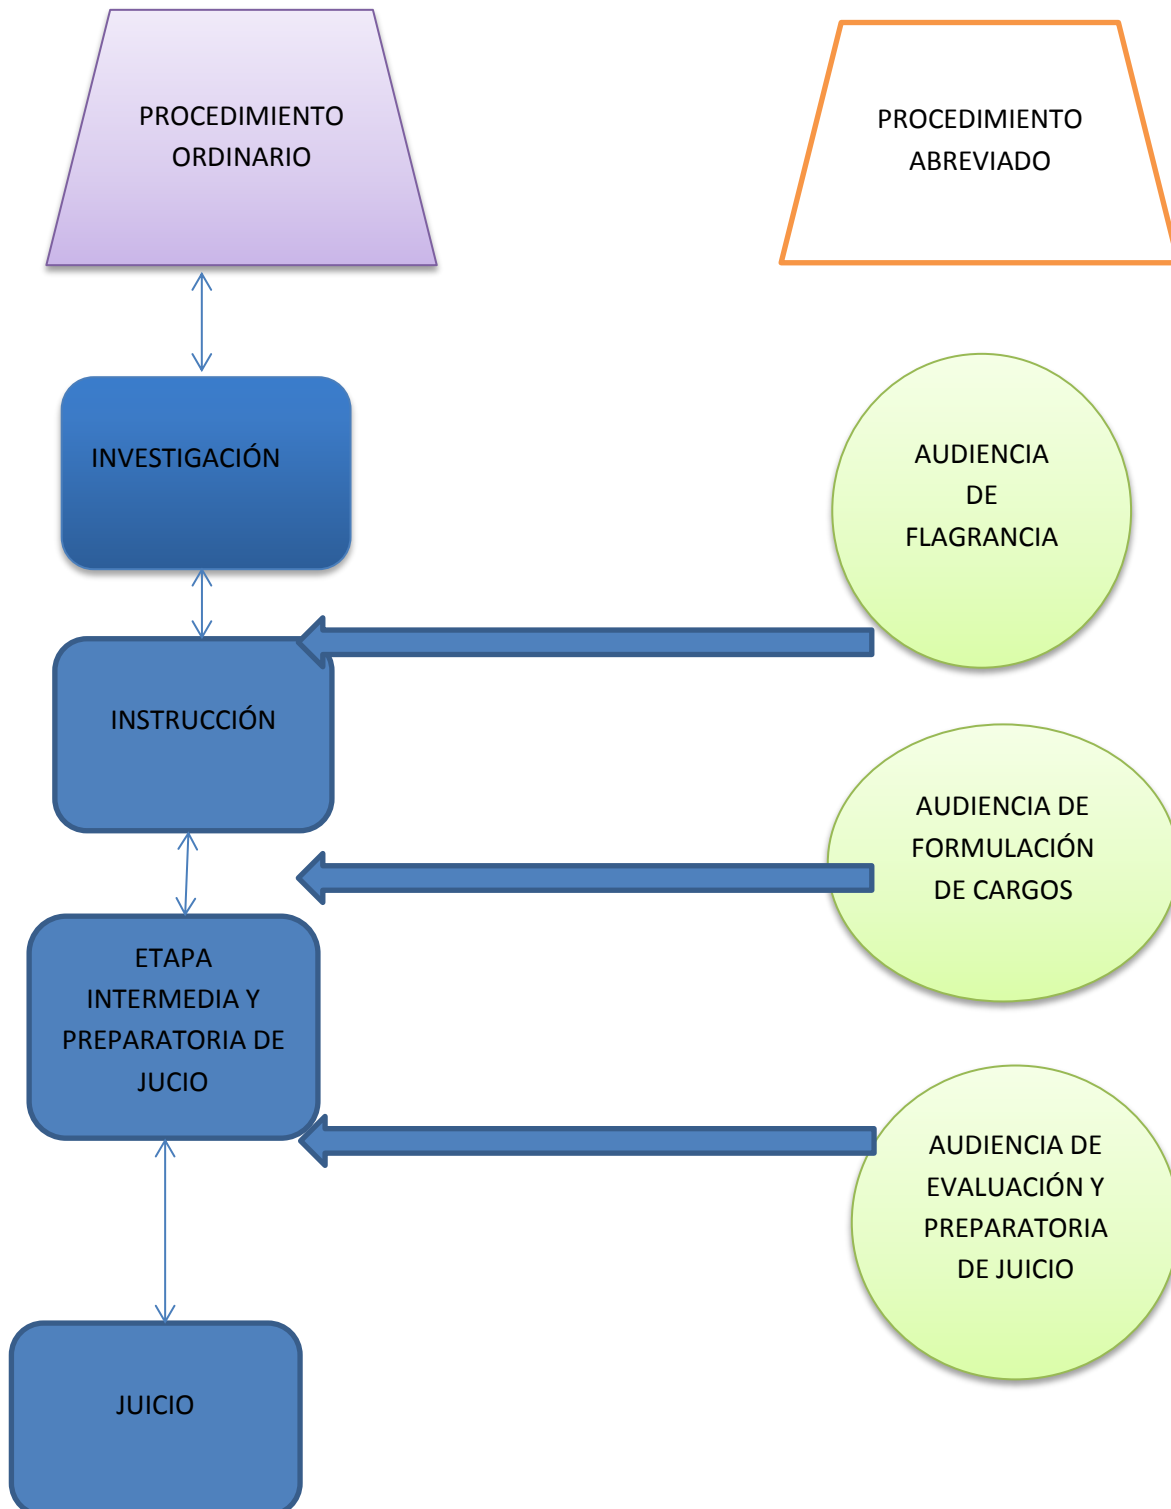 PROCEDIMIENTO
ORDINARIO
PROCEDIMIENTO
ABREVIADO
INVESTIGACIÓN
AUDIENCIA
DE
FLAGRANCIA
INSTRUCCIÓN
AUDIENCIA DE
FORMULACIÓN
DE CARGOS
ETAPA
INTERMEDIA Y
PREPARATORIA DE
JUCIO
AUDIENCIA DE
EVALUACIÓN Y
PREPARATORIA
DE JUICIO
JUICIO